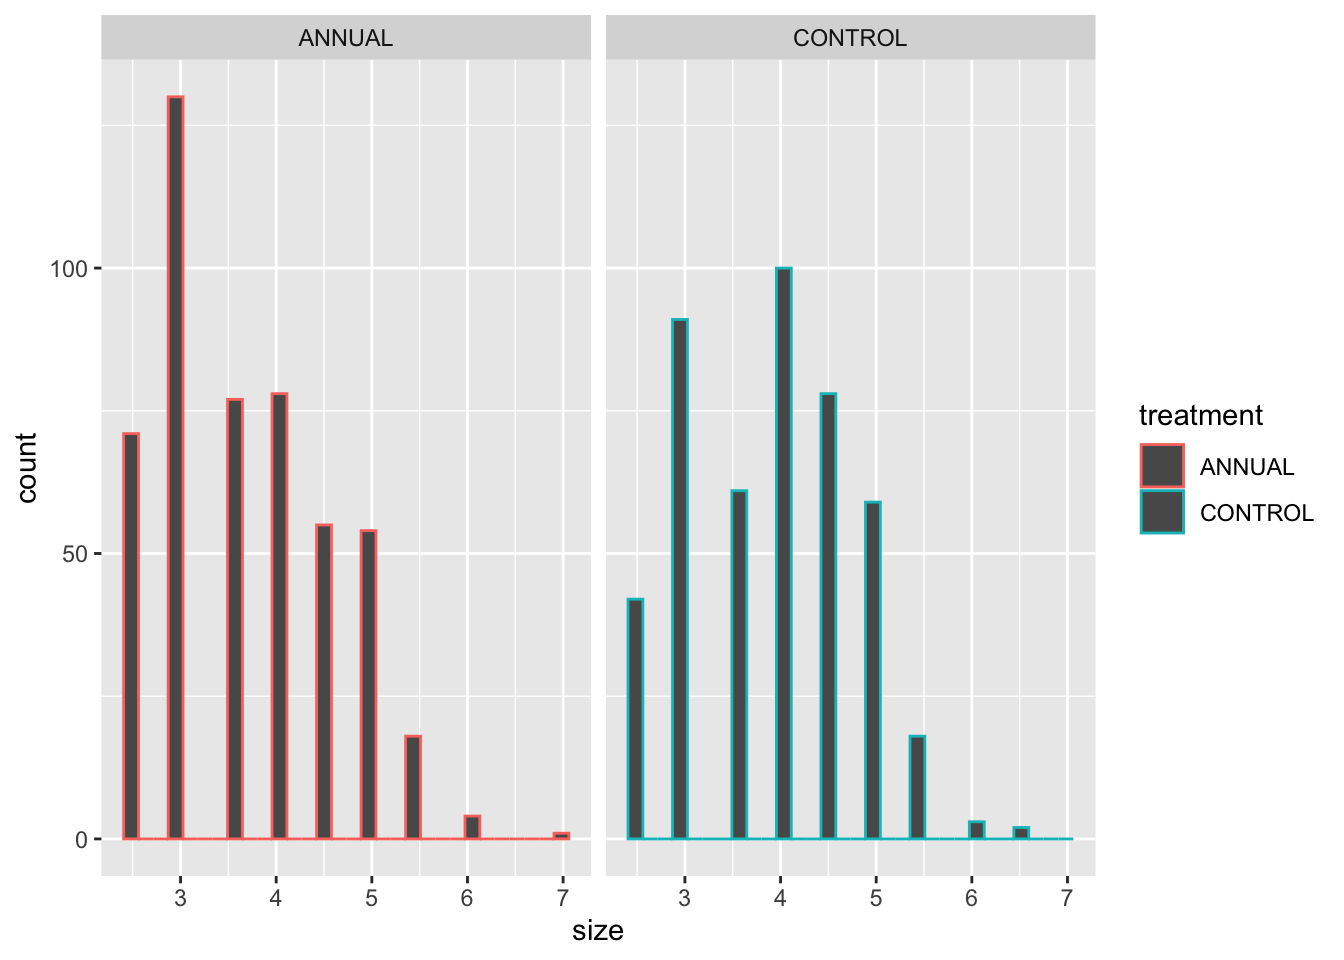 ANNUAL
CONTROL
count
100
50
0
3 4 5 6 7
3 4 5 6 7
size
treatment
ANNUAL
CONTROL